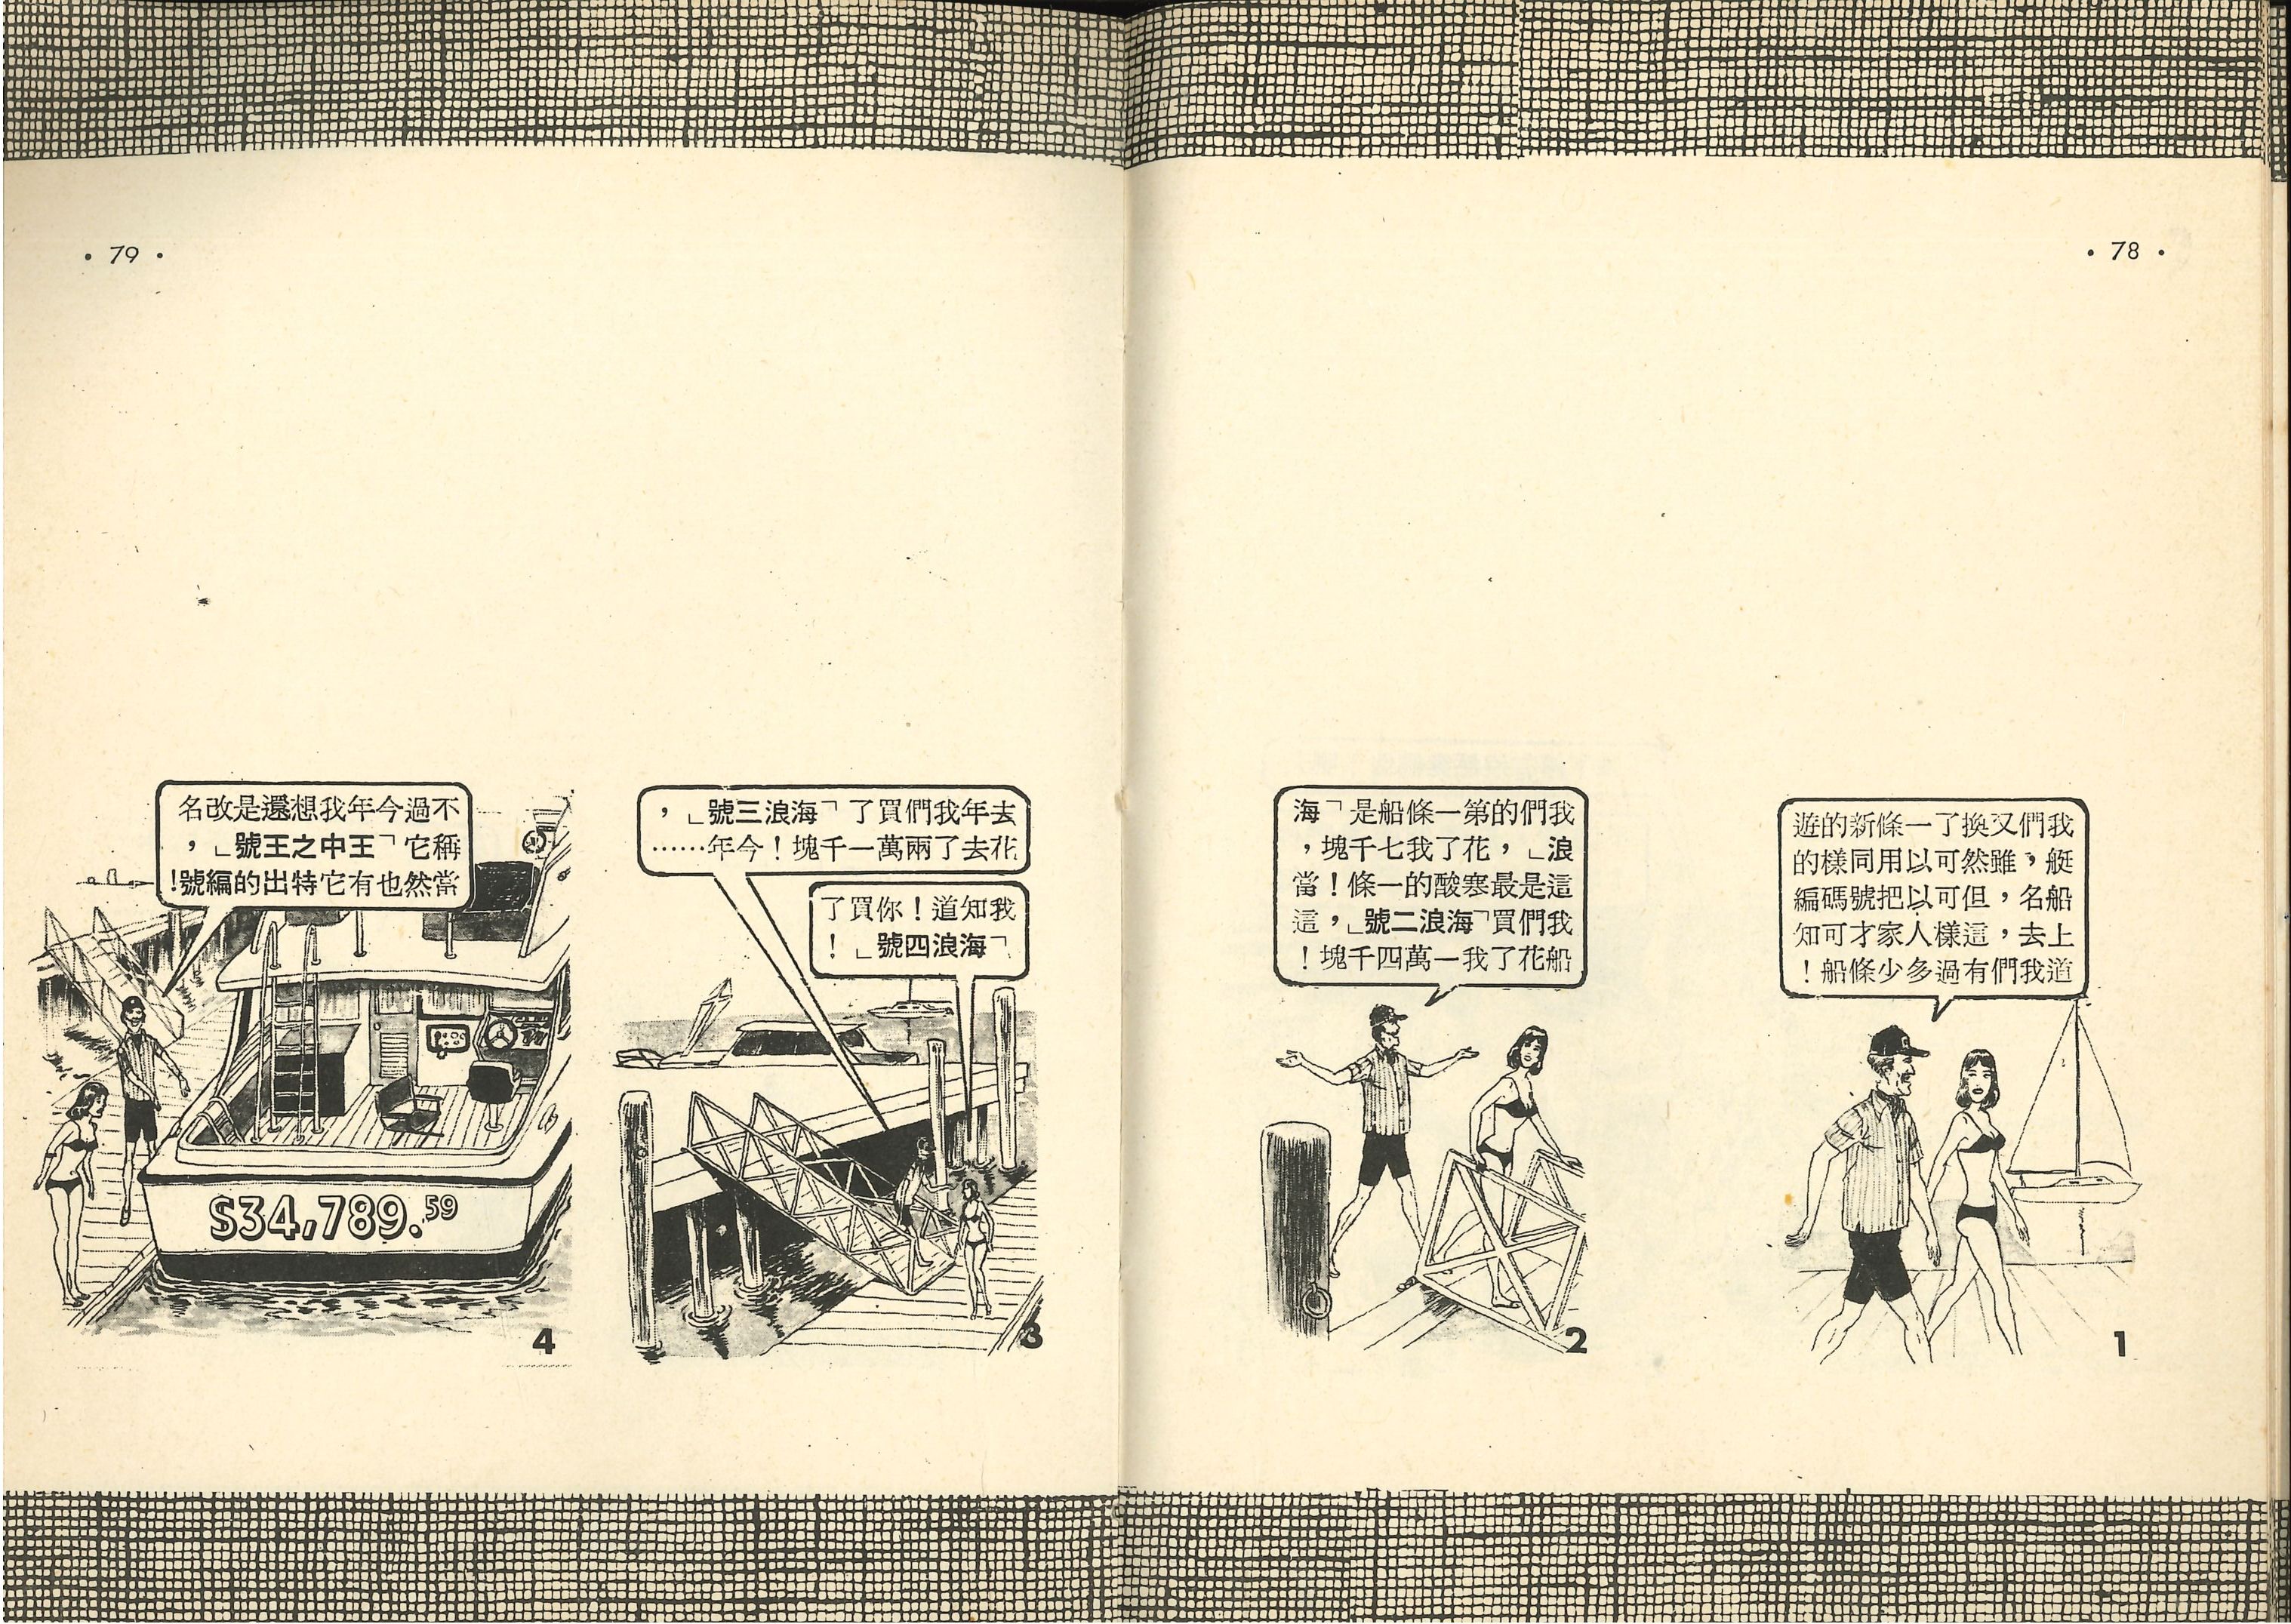 • 78 •
我們又換了一條新的遊
艇,雖然可以用同樣的
船名,但可以把號碼編
上去,這樣人家才可知
道我們有過多少條船!
1
我們的第一條船是「海
浪」,花了我七千塊,
這是最寒酸的一條!當
我們買「海浪二號」,這
船花了我一萬四千塊!
2
• 79 •
去年我們買了「海浪三號」,
花去了兩萬一千塊!今年……
我知道!你買了
「海浪四號」!
3
不過今年我想還是改名
稱它「王中之王號」,
當然也有它特出的編號!
$34,789.59
4